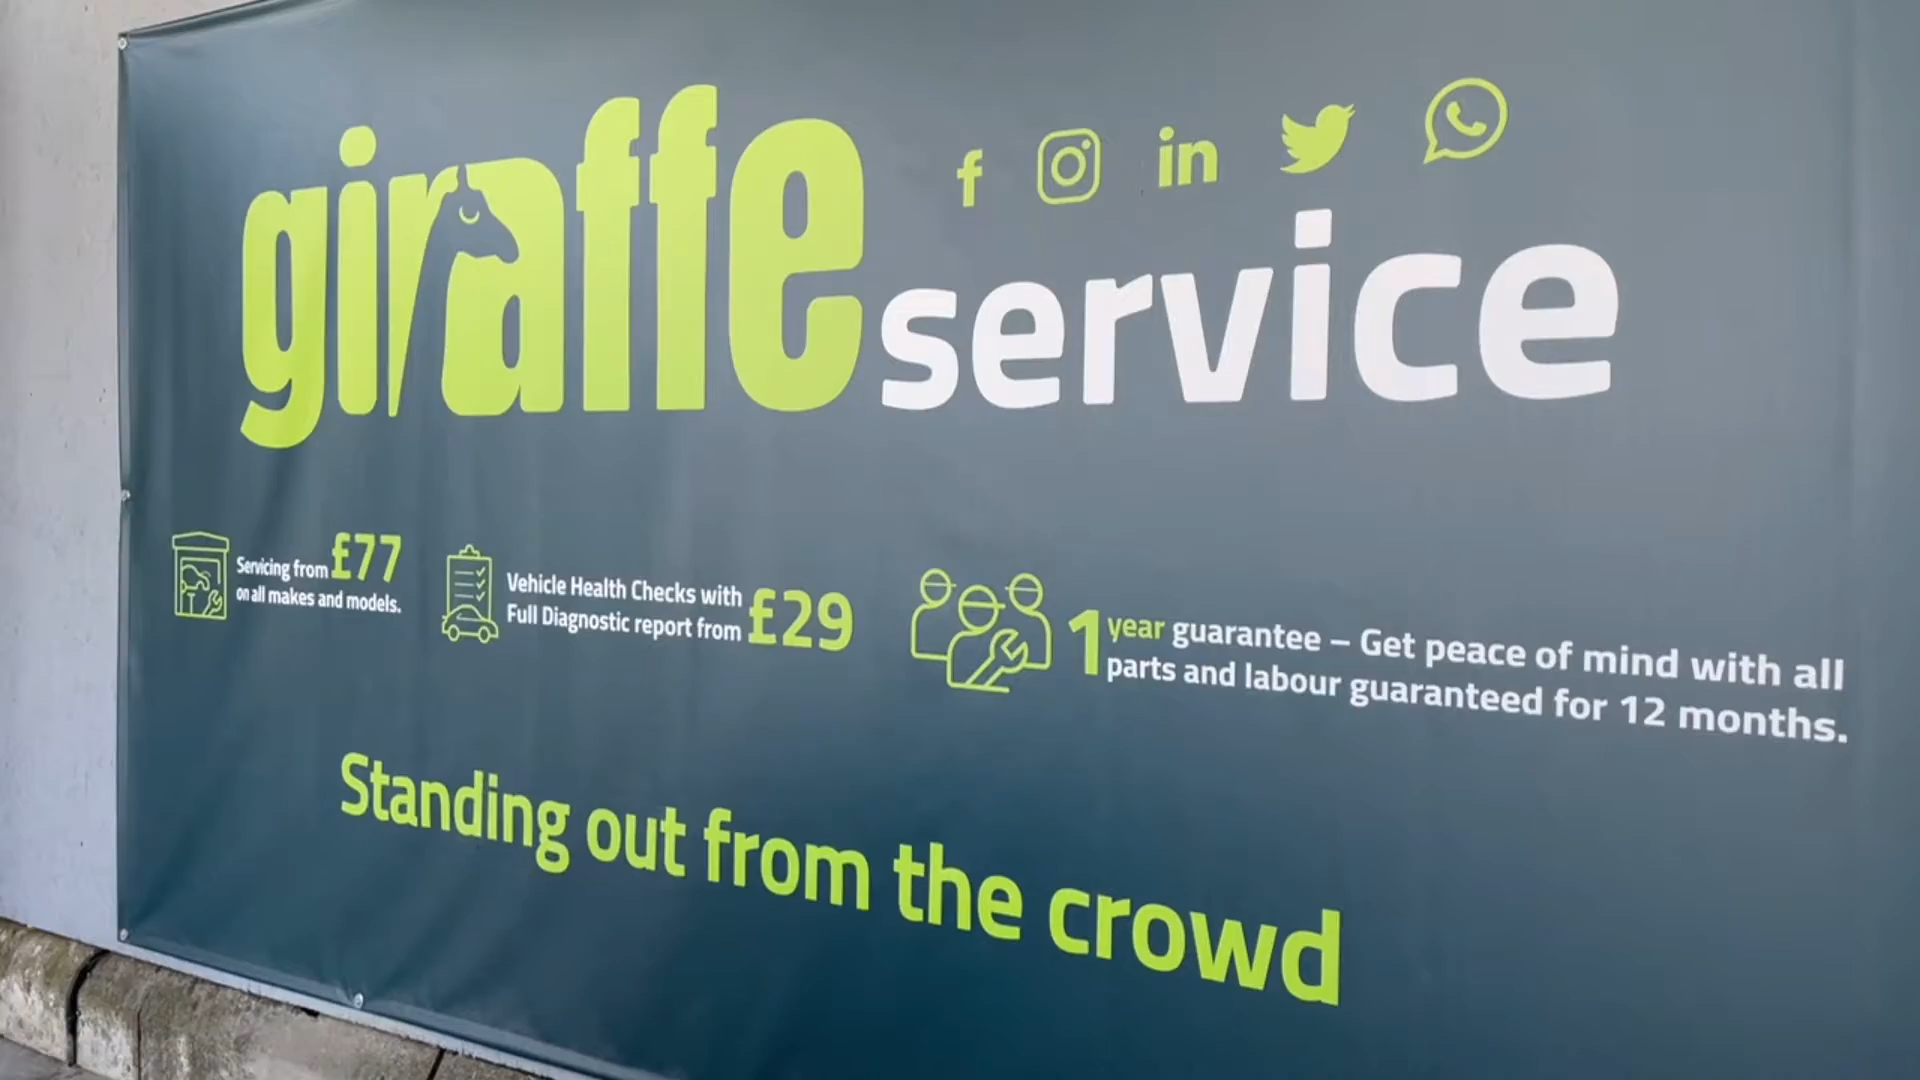 giraffe service
Servicing from £77
on all makes and models.
Vehicle Health Checks with
Full Diagnostic report from £29
1 year guarantee – Get peace of mind with all
parts and labour guaranteed for 12 months.
Standing out from the crowd